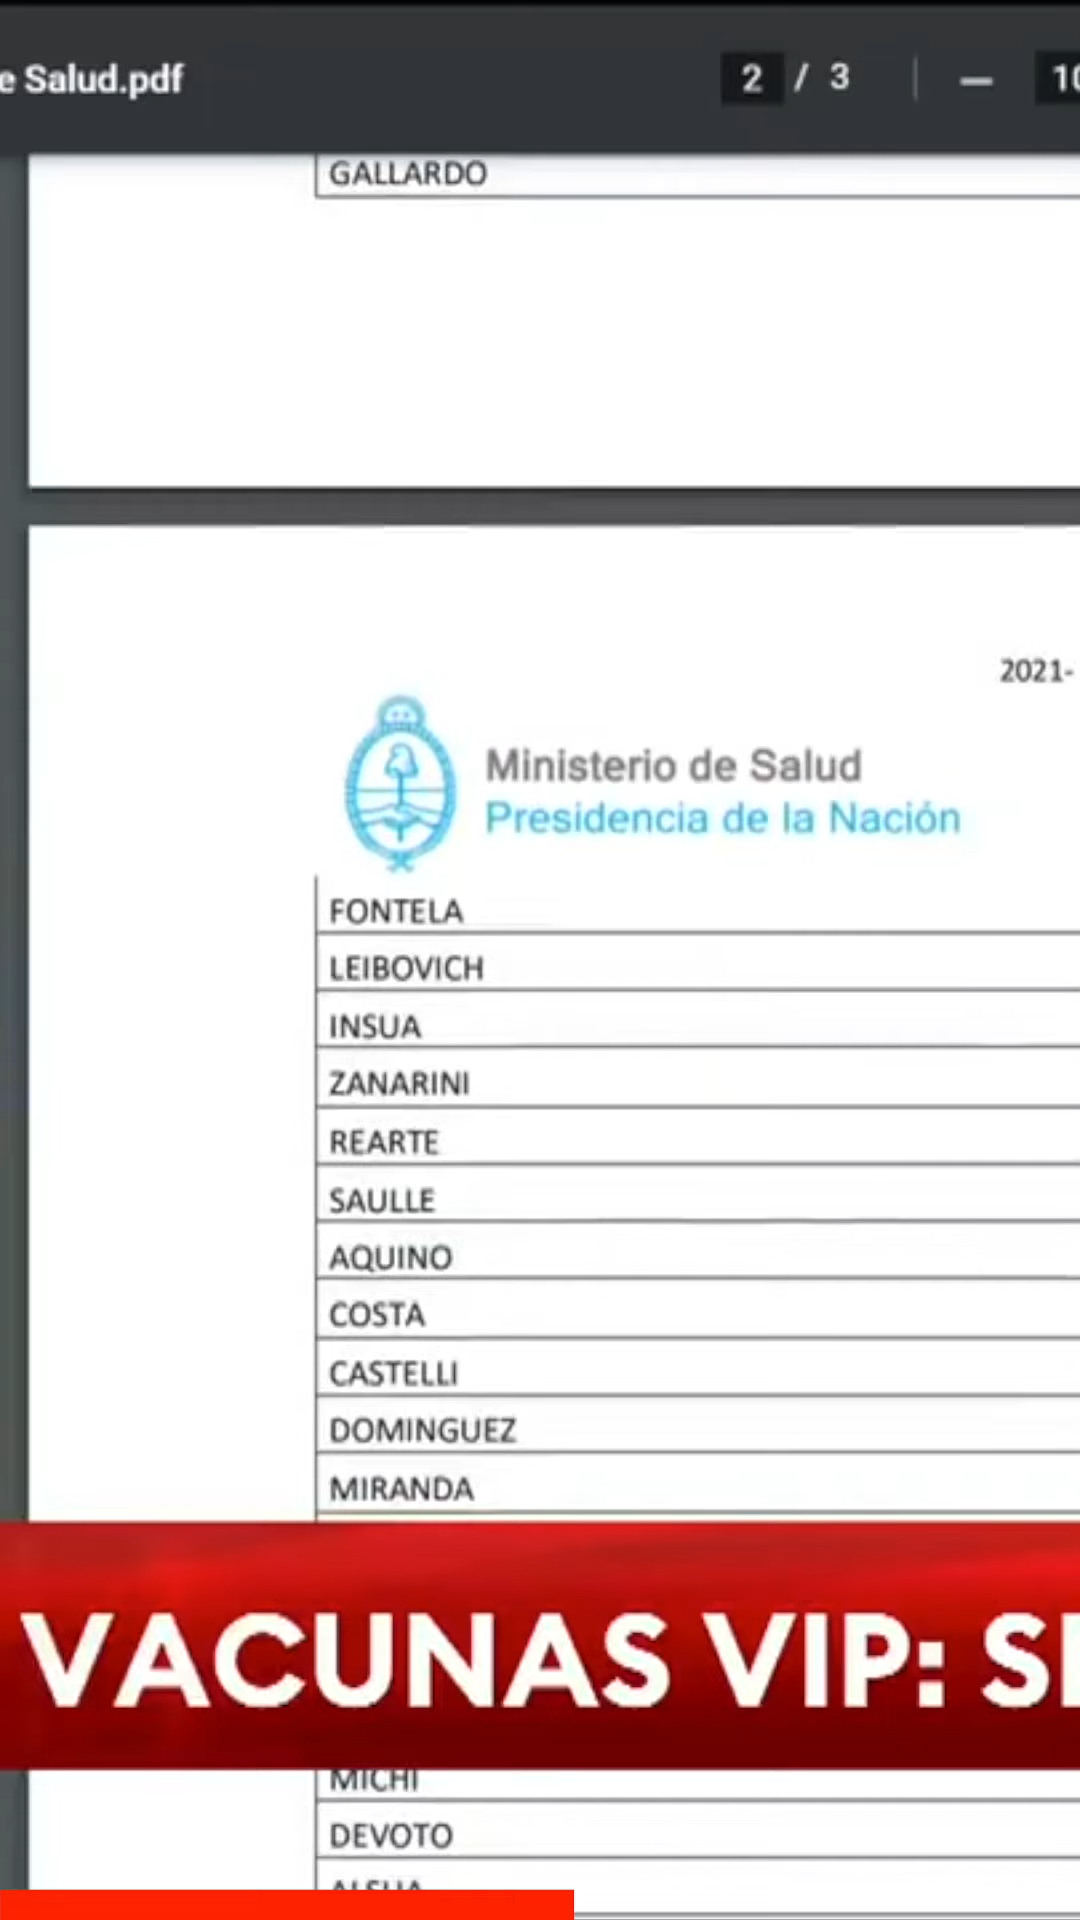 e Salud.pdf
2 / 3
GALLARDO
2021-
Ministerio de Salud
Presidencia de la Nación
FONTELA
LEIBOVICH
INSUA
ZANARINI
REARTE
SAULLE
AQUINO
COSTA
CASTELLI
DOMINGUEZ
MIRANDA
VACUNAS VIP:
MICHI
DEVOTO